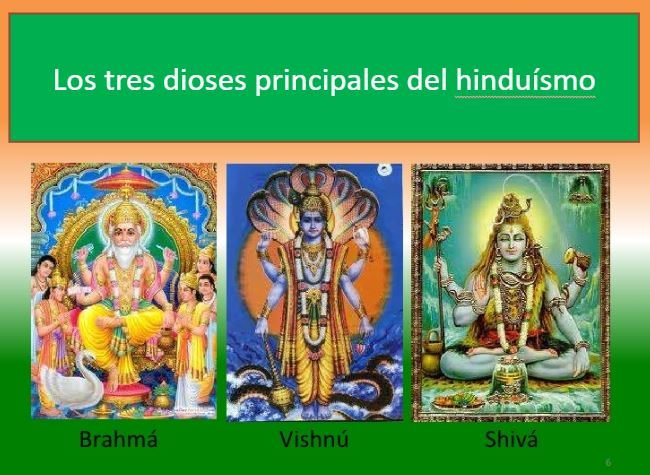 Los tres dioses principales del hinduísmo
Brahmá
Vishnú
Shivá
6